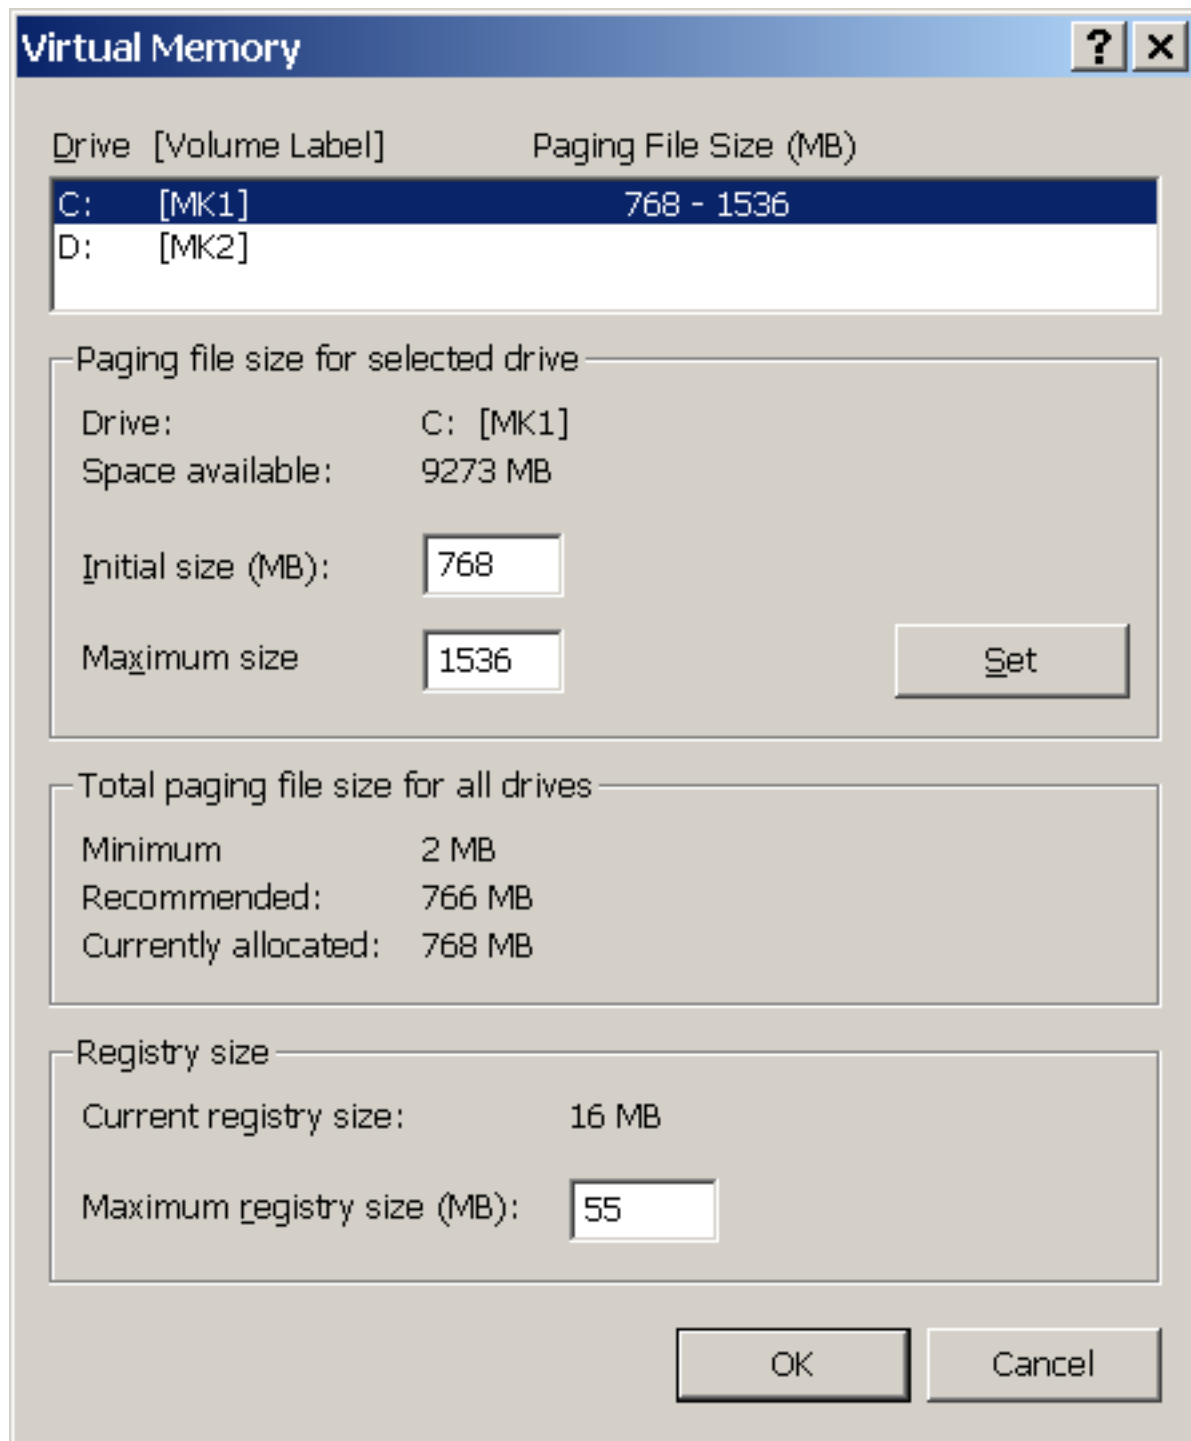 Virtual Memory
Drive [Volume Label] Paging File Size (MB)
C: [MK1] 768 - 1536
D: [MK2]
Paging file size for selected drive
Drive: C: [MK1]
Space available: 9273 MB
Initial size (MB): 768
Maximum size 1536 Set
Total paging file size for all drives
Minimum 2 MB
Recommended: 766 MB
Currently allocated: 768 MB
Registry size
Current registry size: 16 MB
Maximum registry size (MB): 55
OK Cancel